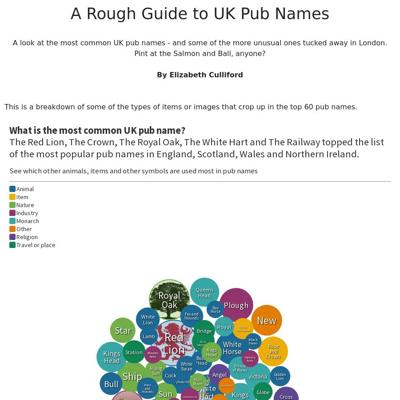 A Rough Guide to UK Pub Names
A look at the most common UK pub names - and some of the more unusual ones tucked away in London.
Pint at the Salmon and Ball, anyone?
By Elizabeth Culliford
This is a breakdown of some of the types of items or images that crop up in the top 60 pub names.
What is the most common UK pub name?
The Red Lion, The Crown, The Royal Oak, The White Hart and The Railway topped the list
of the most popular pub names in England, Scotland, Wales and Northern Ireland.
See which other animals, items and other symbols are used most in pub names
Animal
Item
Nature
Industry
Monarch
Other
Religion
Travel or place
Royal
Oak
Queens
Head
Plough
White
Lion
New
Star
Lamb
Bridge
Royal
Red
Lion
Kings
Head
Station
White
Horse
Rose
and
Crown
Ship
Cock
Angel
Victoria
Bull
Sun
Globe
Kings
Cross